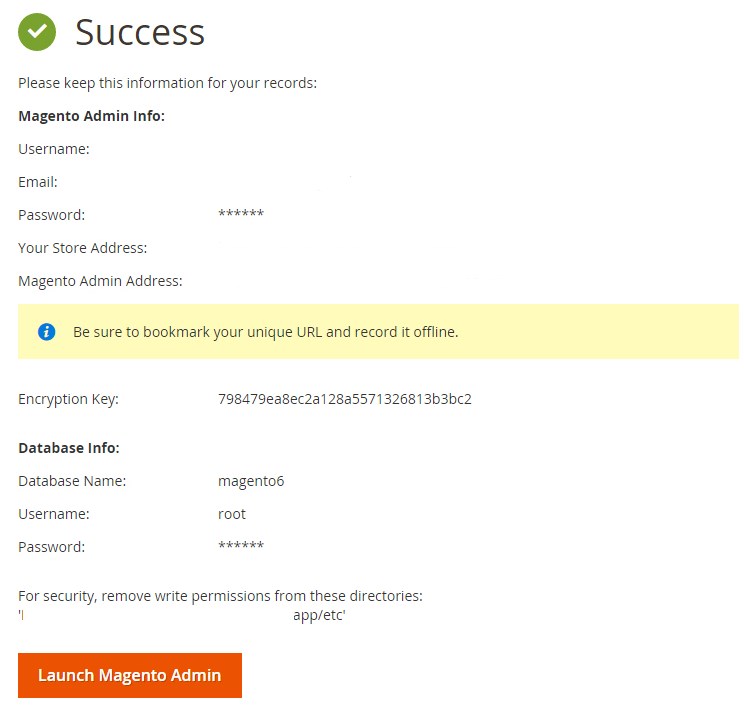 Success
Please keep this information for your records:
Magento Admin Info:
Username:
Email:
Password: ******
Your Store Address:
Magento Admin Address:
Be sure to bookmark your unique URL and record it offline.
Encryption Key: 798479ea8ec2a128a5571326813b3bc2
Database Info:
Database Name: magento6
Username: root
Password: ******
For security, remove write permissions from these directories:
' app/etc'
Launch Magento Admin